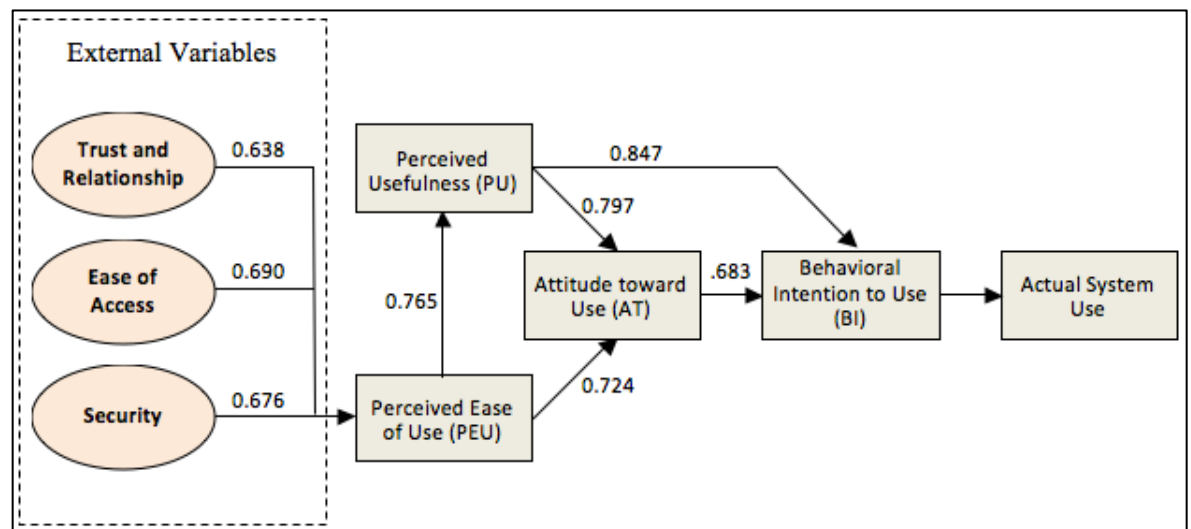 External Variables
Trust and
Relationship
0.638
Ease of
Access
0.690
Security
0.676
Perceived
Usefulness (PU)
0.847
0.797
0.765
Attitude toward
Use (AT)
.683
Behavioral
Intention to Use
(BI)
Actual System
Use
Perceived Ease
of Use (PEU)
0.724